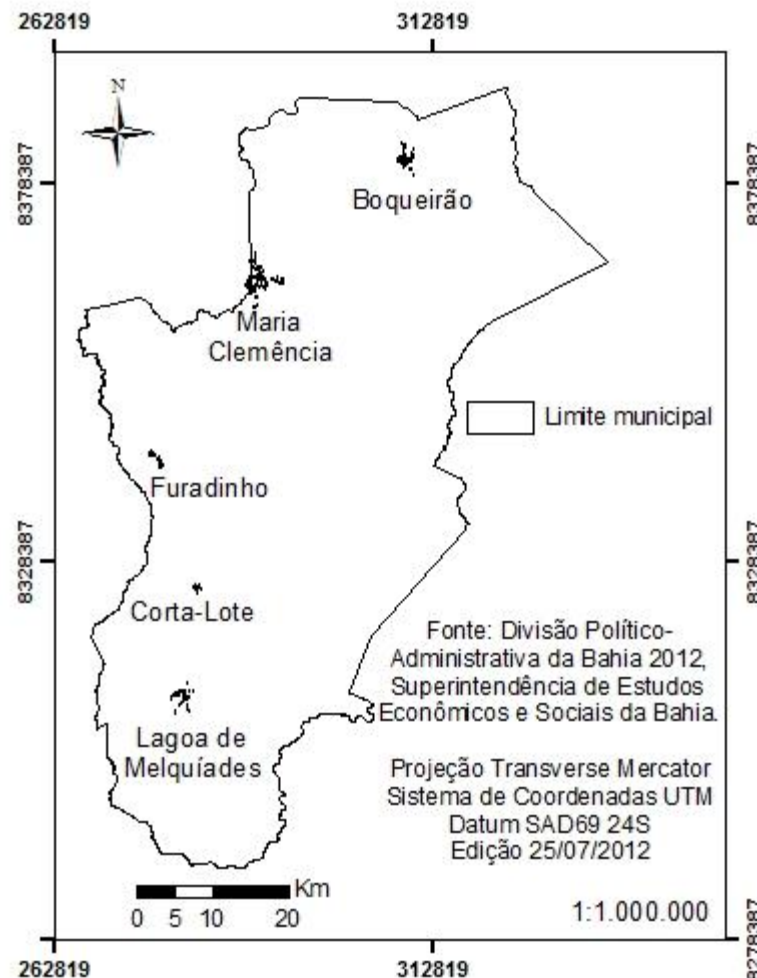 262819
312819
N
8378387
8378387
Boqueirão
Maria
Clemência
Limite municipal
Furadinho
8328387
8328387
Corta-Lote
Fonte: Divisão Político-
Administrativa da Bahia 2012,
Superintendência de Estudos
Econômicos e Sociais da Bahia.
Lagoa de
Melquíades
Projeção Transverse Mercator
Sistema de Coordenadas UTM
Datum SAD69 24S
Edição 25/07/2012
Km
0 5 10 20
1:1.000.000
8278387
262819
312819